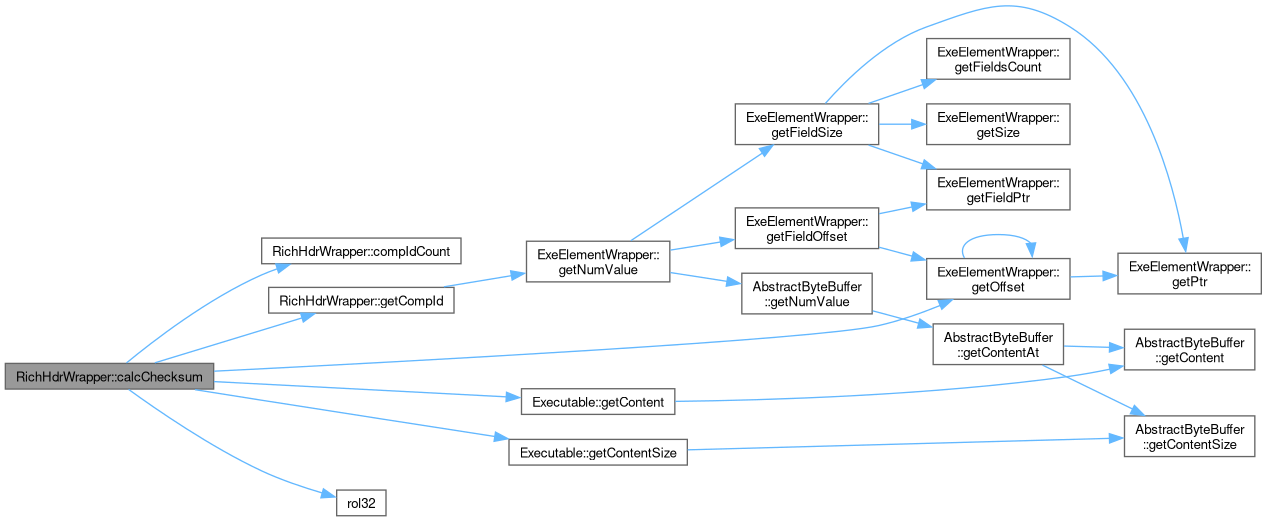 RichHdrWrapper::calcChecksum
RichHdrWrapper::compIdCount
RichHdrWrapper::getCompId
ExeElementWrapper::
getNumValue
ExeElementWrapper::
getFieldSize
ExeElementWrapper::
getFieldsCount
ExeElementWrapper::
getSize
ExeElementWrapper::
getFieldPtr
ExeElementWrapper::
getFieldOffset
ExeElementWrapper::
getOffset
ExeElementWrapper::
getPtr
AbstractByteBuffer
::getNumValue
AbstractByteBuffer
::getContentAt
AbstractByteBuffer
::getContent
AbstractByteBuffer
::getContentSize
Executable::getContent
Executable::getContentSize
rol32